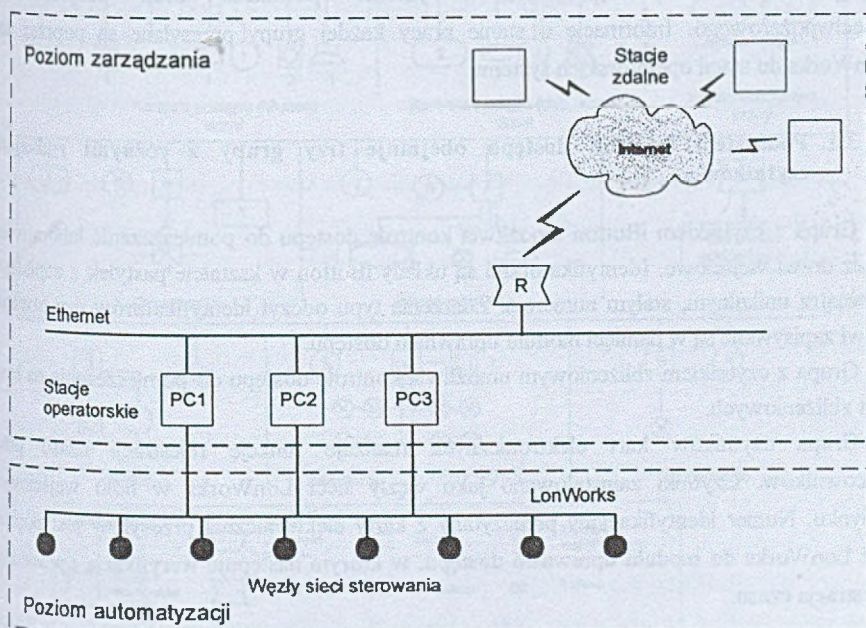 Poziom zarządzania
Stacje
zdalne
Internet
R
Ethernet
Stacje
operatorskie
PC1
PC2
PC3
LonWorks
Węzły sieci sterowania
Poziom automatyzacji